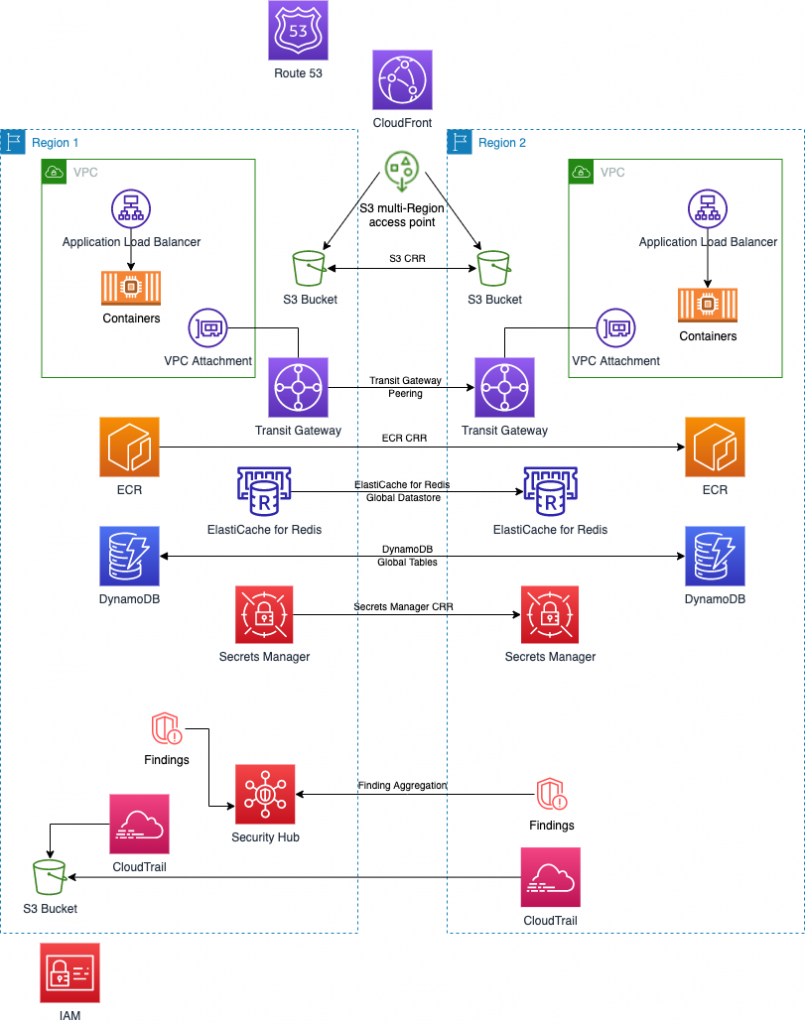 53
Route 53
CloudFront
Region 1
Region 2
VPC
VPC
S3 multi-Region
access point
Application Load Balancer
Application Load Balancer
S3 CRR
S3 Bucket
S3 Bucket
Containers
Containers
VPC Attachment
VPC Attachment
Transit Gateway
Peering
Transit Gateway
Transit Gateway
ECR CRR
ECR
ECR
ElastiCache for Redis
Global Datastore
R
R
ElastiCache for Redis
ElastiCache for Redis
DynamoDB
Global Tables
DynamoDB
DynamoDB
Secrets Manager CRR
Secrets Manager
Secrets Manager
Findings
Finding Aggregation
Findings
Security Hub
CloudTrail
S3 Bucket
CloudTrail
IAM